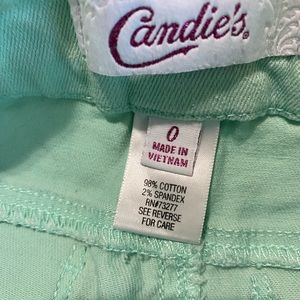 Candie's®
0
MADE IN
VIETNAM
98% COTTON
2% SPANDEX
RN#73277
SEE REVERSE
FOR CARE